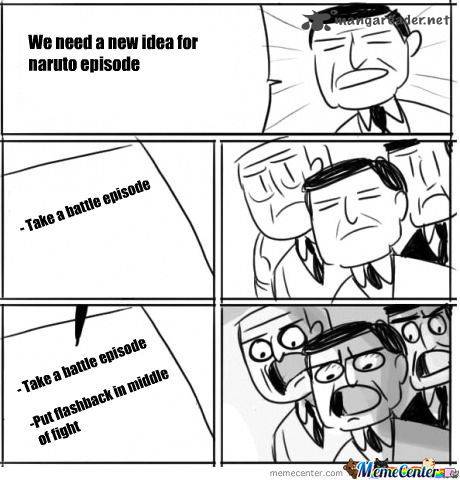 mangareader.net
We need a new idea for
naruto episode
- Take a battle episode
- Take a battle episode
-Put flashback in middle
of fight
memecenter.com MemeCenter